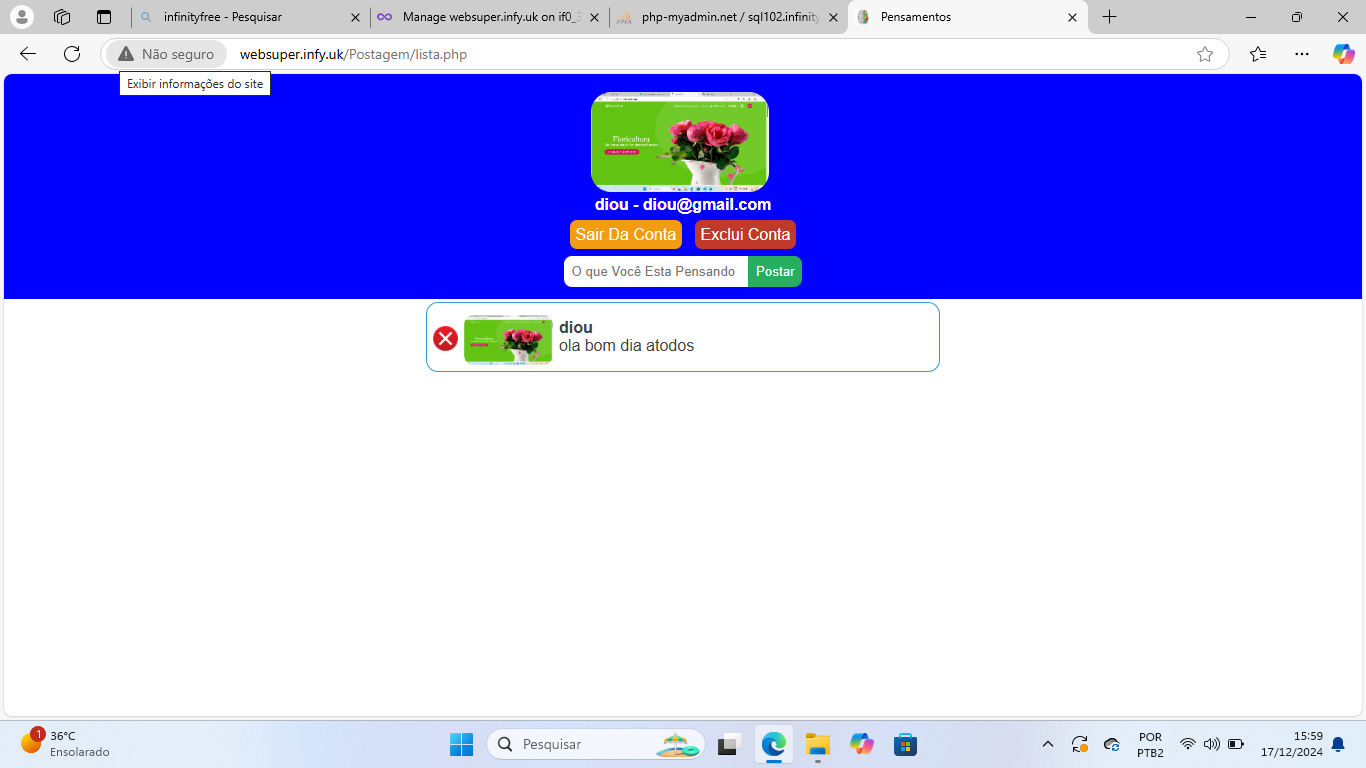 infinityfree - Pesquisar
Manage websuper.infy.uk on if0_3
php-myadmin.net / sql102.infinity
Pensamentos
Não seguro
websuper.infy.uk/Postagem/lista.php
Exibir informações do site
Floricultura
diou - diou@gmail.com
Sair Da Conta
Exclui Conta
O que Você Esta Pensando
Postar
diou
ola bom dia atodos
1
36°C
Ensolarado
Pesquisar
POR
PTB2
15:59
17/12/2024